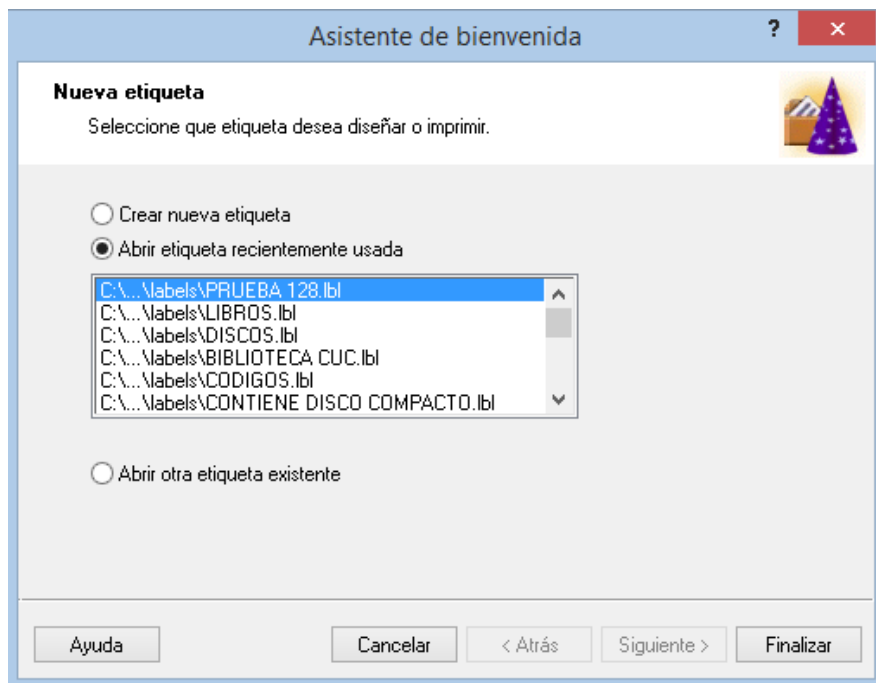 Asistente de bienvenida
?
Nueva etiqueta
Seleccione que etiqueta desea diseñar o imprimir.
Crear nueva etiqueta
Abrir etiqueta recientemente usada
C:\...\labels\PRUEBA 128.lbl
C:\...\labels\LIBROS.lbl
C:\...\labels\DISCOS.lbl
C:\...\labels\BIBLIOTECA CUC.lbl
C:\...\labels\CODIGOS.lbl
C:\...\labels\CONTIENE DISCO COMPACTO.lbl
Abrir otra etiqueta existente
Ayuda Cancelar < Atrás Siguiente > Finalizar